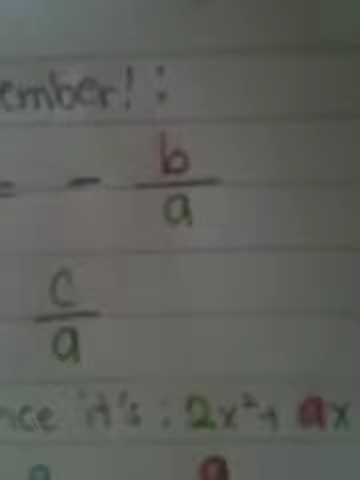 ember! :
= - b/a
c/a
nce it's : 2x² + ax